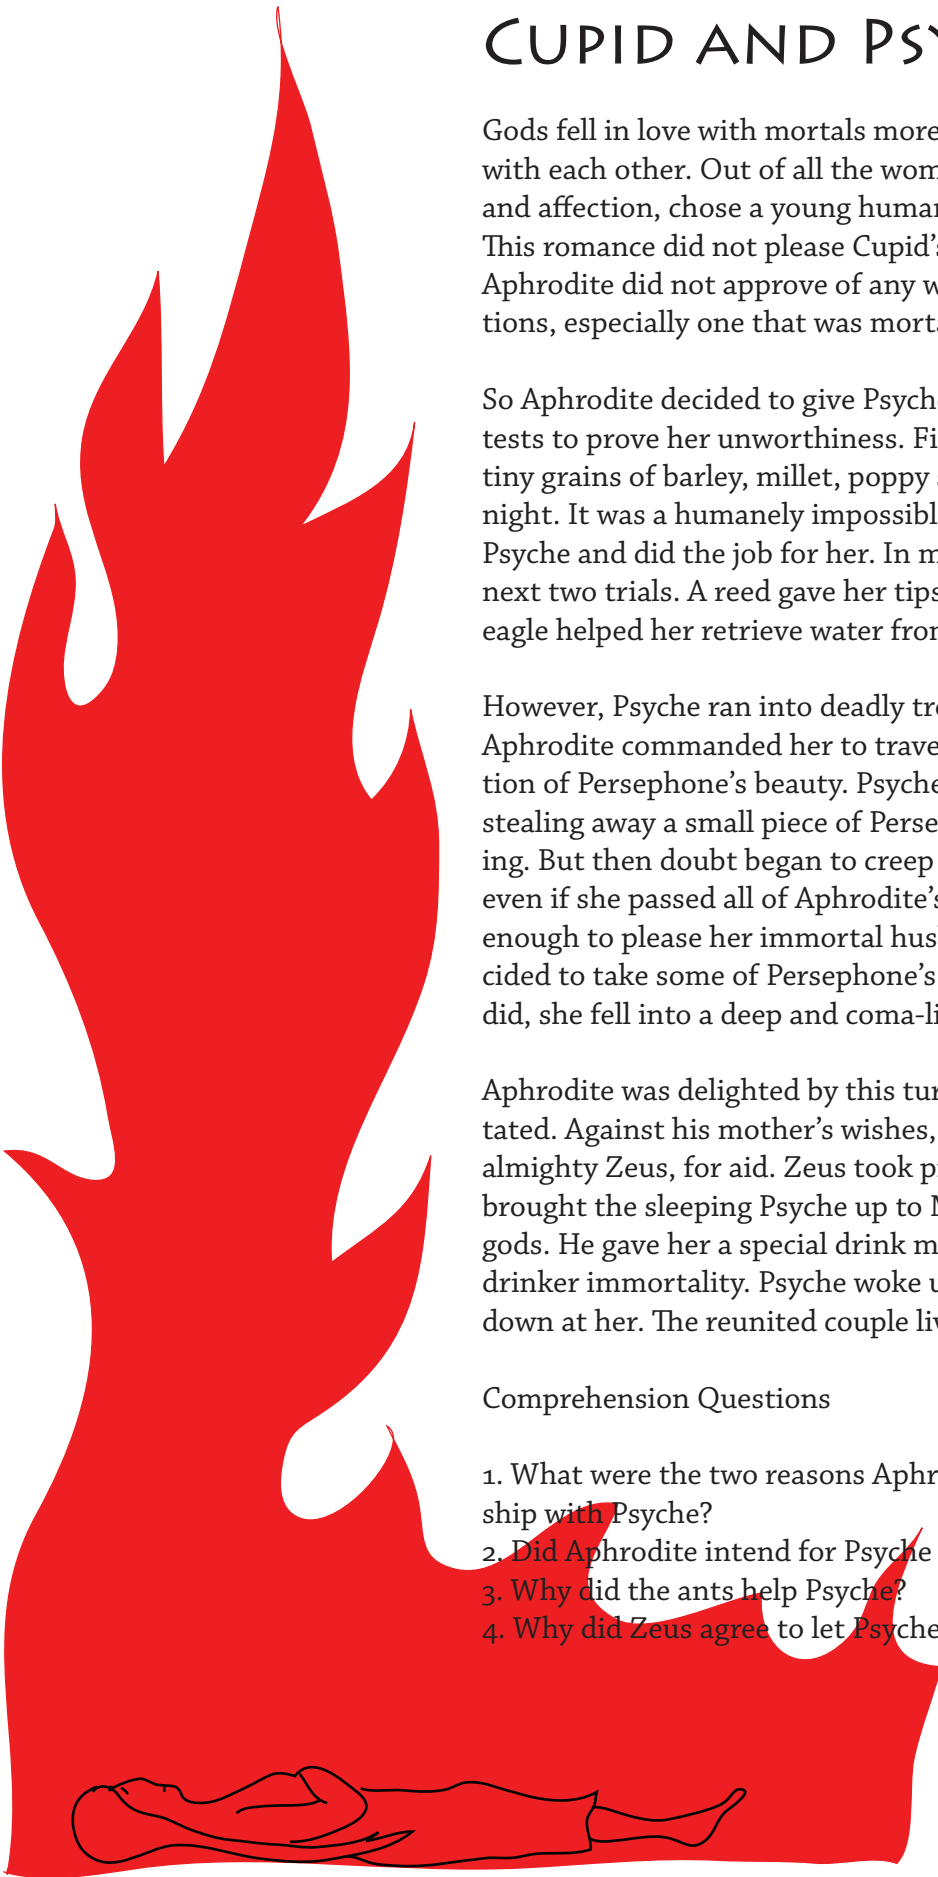 Cupid and Psy
Gods fell in love with mortals more
with each other. Out of all the wom
and affection, chose a young human
This romance did not please Cupid's
Aphrodite did not approve of any w
tions, especially one that was morta
So Aphrodite decided to give Psyche
tests to prove her unworthiness. Fi
tiny grains of barley, millet, poppy
night. It was a humanely impossibl
Psyche and did the job for her. In m
next two trials. A reed gave her tips
eagle helped her retrieve water from
However, Psyche ran into deadly tro
Aphrodite commanded her to trave
tion of Persephone's beauty. Psyche
stealing away a small piece of Perse
ing. But then doubt began to creep
even if she passed all of Aphrodite's
enough to please her immortal hus
cided to take some of Persephone's
did, she fell into a deep and coma-li
Aphrodite was delighted by this tur
tated. Against his mother's wishes,
almighty Zeus, for aid. Zeus took pi
brought the sleeping Psyche up to M
gods. He gave her a special drink m
drinker immortality. Psyche woke u
down at her. The reunited couple liv
Comprehension Questions
1. What were the two reasons Aphr
ship with Psyche?
2. Did Aphrodite intend for Psyche
3. Why did the ants help Psyche?
4. Why did Zeus agree to let Psyche